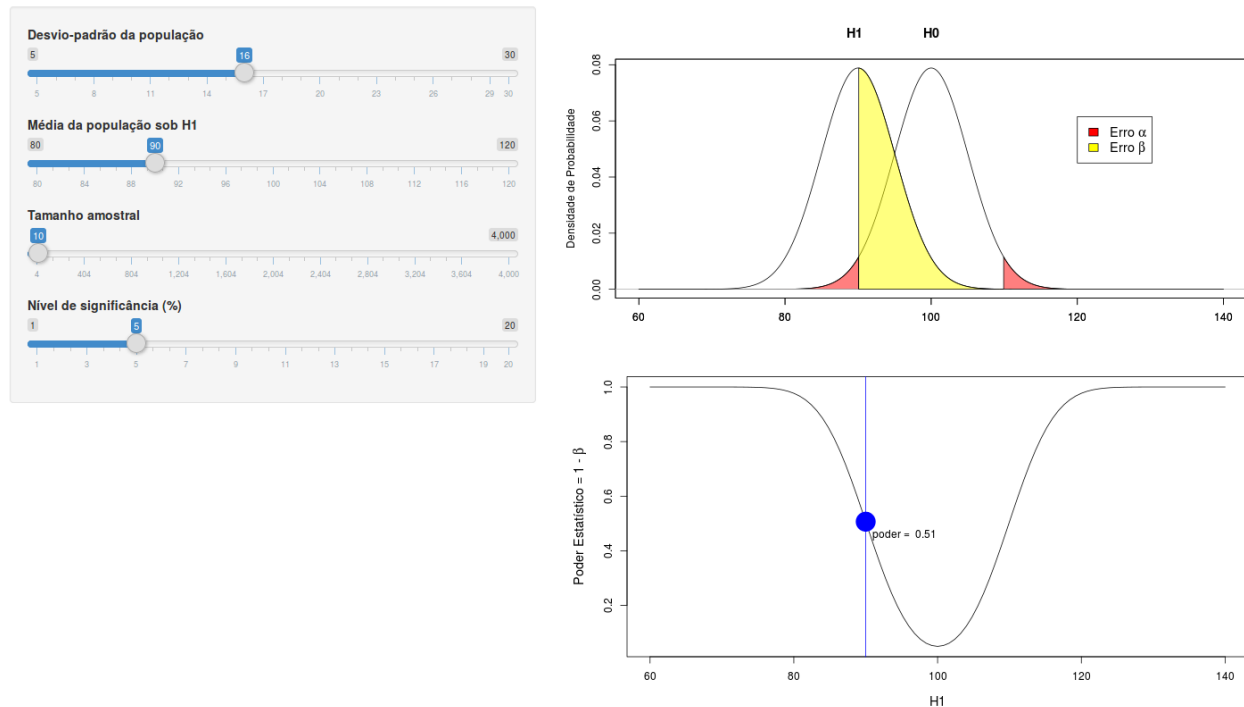 Desvio-padrão da população
5 16 30
5 8 11 14 17 20 23 26 29 30
Média da população sob H1
80 90 120
80 84 88 92 96 100 104 108 112 116 120
Tamanho amostral
10 4,000
4 404 804 1,204 1,604 2,004 2,404 2,804 3,204 3,604 4,000
Nível de significância (%)
1 5 20
1 3 5 7 9 11 13 15 17 19 20
H1 H0
Densidade de Probabilidade
0.08
0.06
0.04
0.02
0.00
Erro α
Erro β
60 80 100 120 140
Poder Estatístico = 1 - β
1.0
0.8
0.6
0.4
0.2
poder = 0.51
60 80 100 120 140
H1